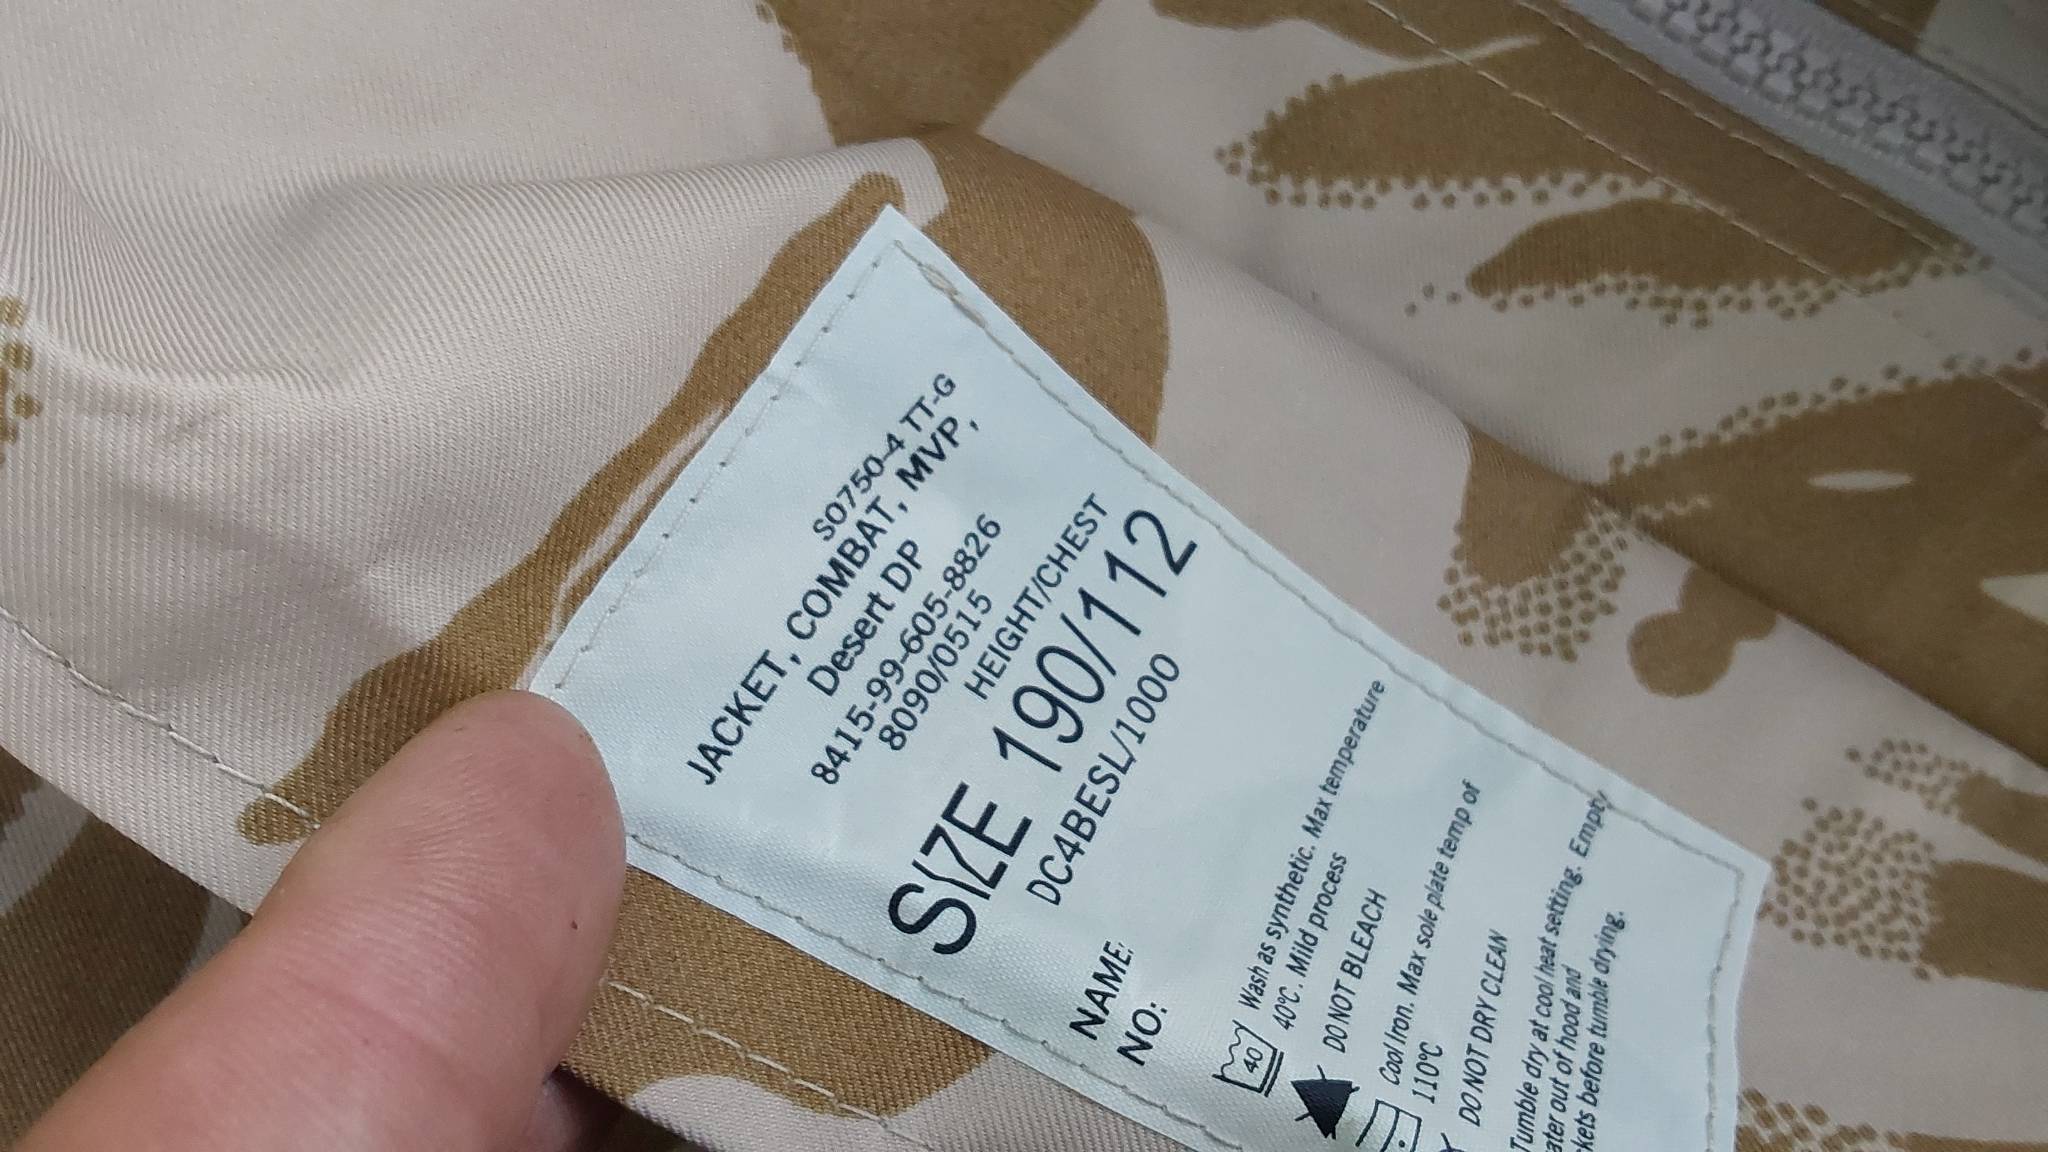 S0750-4 TT-G
JACKET, COMBAT, MVP,
Desert DP
8415-99-605-8826
8090/0515
HEIGHT/CHEST
SIZE 190/112
DC4BESL/1000
NAME:
NO:
40
Wash as synthetic. Max temperature
40°C. Mild process
DO NOT BLEACH
Cool Iron. Max sole plate temp of
110°C
DO NOT DRY CLEAN
Tumble dry at cool heat setting. Empty
ater out of hood and
kets before tumble drying.